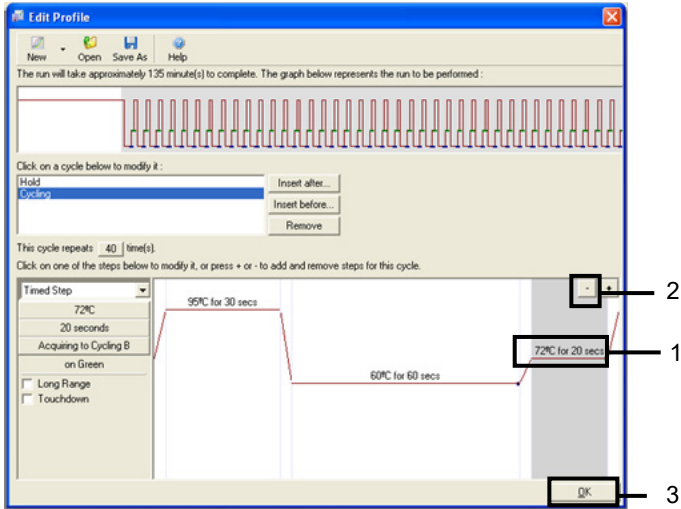 Edit Profile
New Open Save As Help
The run will take approximately 135 minute(s) to complete. The graph below represents the run to be performed :
Click on a cycle below to modify it :
Hold
Cycling
Insert after...
Insert before...
Remove
This cycle repeats 40 time(s).
Click on one of the steps below to modify it, or press + or - to add and remove steps for this cycle.
Timed Step
72ºC
20 seconds
Acquiring to Cycling B
on Green
Long Range
Touchdown
95ºC for 30 secs
60ºC for 60 secs
72ºC for 20 secs
- +
2
1
OK
3